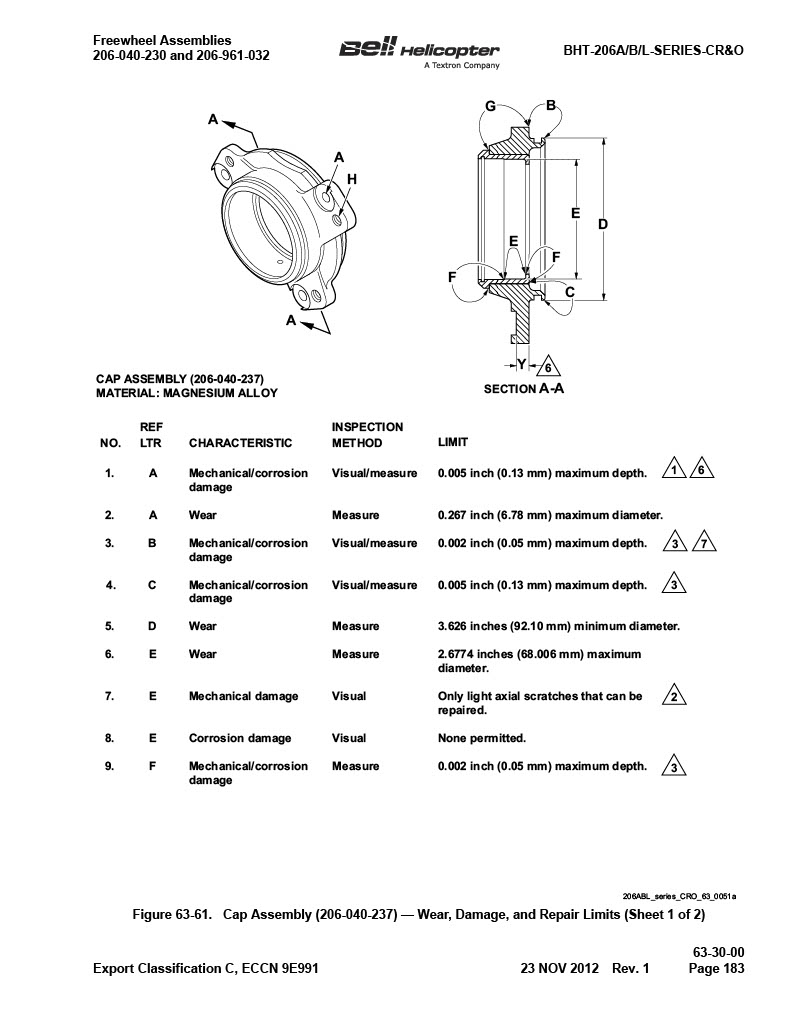 Freewheel Assemblies
206-040-230 and 206-961-032
Bell Helicopter
A Textron Company
BHT-206A/B/L-SERIES-CR&O
A
A
H
A
G
B
E
D
E
F
F
C
Y
6
CAP ASSEMBLY (206-040-237)
MATERIAL: MAGNESIUM ALLOY
SECTION A-A
REF INSPECTION
NO. LTR CHARACTERISTIC METHOD LIMIT
1. A Mechanical/corrosion Visual/measure 0.005 inch (0.13 mm) maximum depth. 1 6
damage
2. A Wear Measure 0.267 inch (6.78 mm) maximum diameter.
3. B Mechanical/corrosion Visual/measure 0.002 inch (0.05 mm) maximum depth. 3 7
damage
4. C Mechanical/corrosion Visual/measure 0.005 inch (0.13 mm) maximum depth. 3
damage
5. D Wear Measure 3.626 inches (92.10 mm) minimum diameter.
6. E Wear Measure 2.6774 inches (68.006 mm) maximum
diameter.
7. E Mechanical damage Visual Only light axial scratches that can be 2
repaired.
8. E Corrosion damage Visual None permitted.
9. F Mechanical/corrosion Measure 0.002 inch (0.05 mm) maximum depth. 3
damage
206ABL_series_CRO_63_0051a
Figure 63-61. Cap Assembly (206-040-237) — Wear, Damage, and Repair Limits (Sheet 1 of 2)
63-30-00
Export Classification C, ECCN 9E991 23 NOV 2012 Rev. 1 Page 183